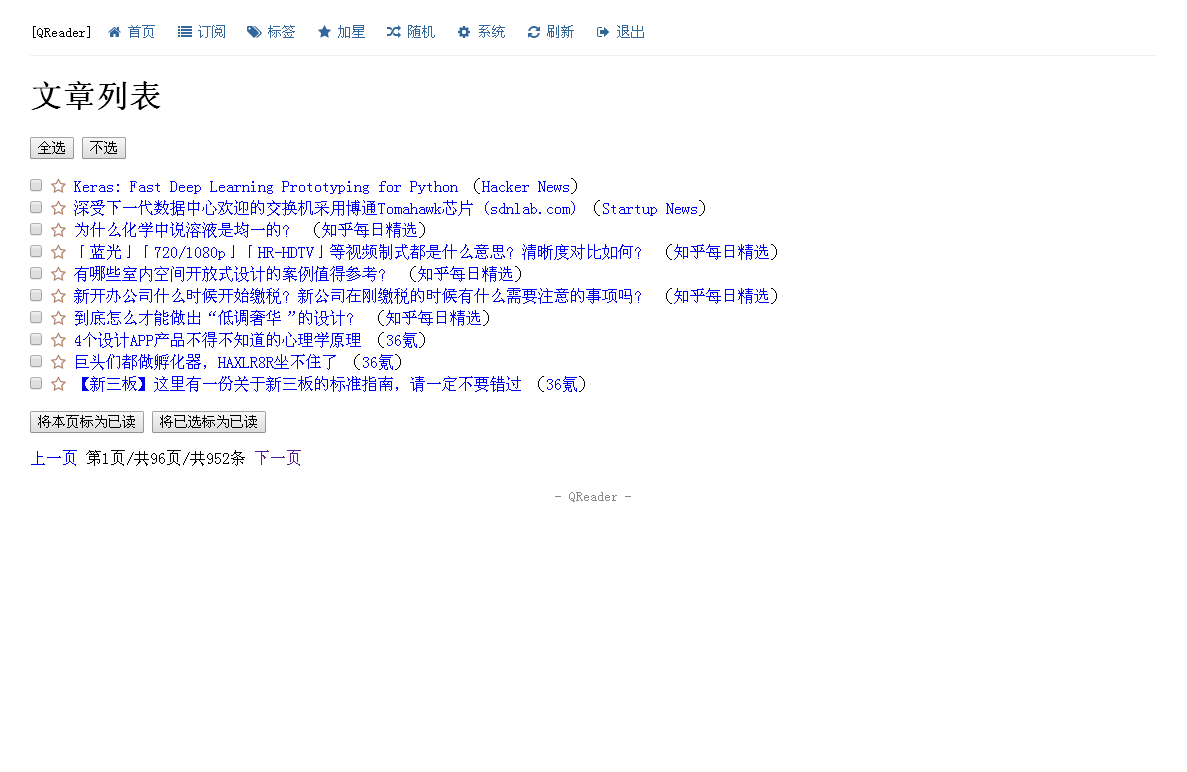 [QReader] 首页 订阅 标签 加星 随机 系统 刷新 退出
文章列表
全选 不选
Keras: Fast Deep Learning Prototyping for Python （Hacker News）
深受下一代数据中心欢迎的交换机采用博通Tomahawk芯片 (sdnlab.com) （Startup News）
为什么化学中说溶液是均一的？ （知乎每日精选）
「蓝光」「720/1080p」「HR-HDTV」等视频制式都是什么意思？清晰度对比如何？ （知乎每日精选）
有哪些室内空间开放式设计的案例值得参考？ （知乎每日精选）
新开办公司什么时候开始缴税？新公司在刚缴税的时候有什么需要注意的事项吗？ （知乎每日精选）
到底怎么才能做出“低调奢华 ”的设计？ （知乎每日精选）
4个设计APP产品不得不知道的心理学原理 （36氪）
巨头们都做孵化器，HAXLR8R坐不住了 （36氪）
【新三板】这里有一份关于新三板的标准指南，请一定不要错过 （36氪）
将本页标为已读 将已选标为已读
上一页 第1页/共96页/共952条 下一页
- QReader -